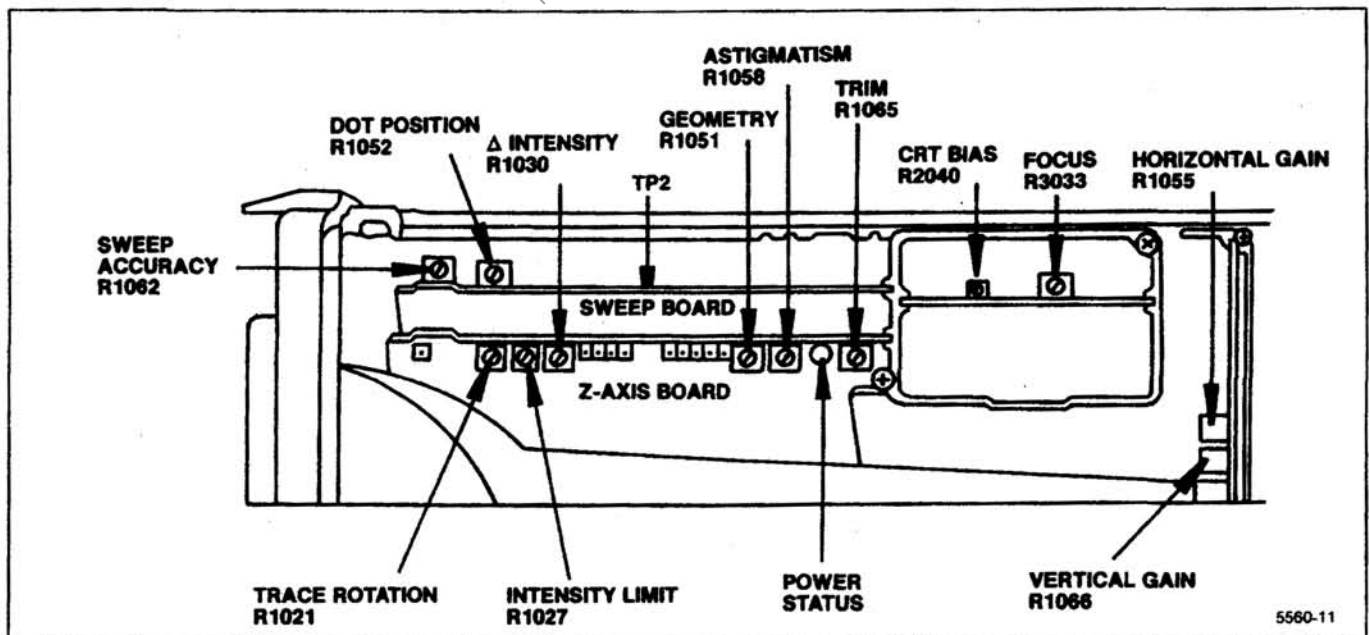 ASTIGMATISM
R1058
TRIM
R1065
GEOMETRY
R1051
DOT POSITION
R1052
Δ INTENSITY
R1030
TP2
CRT BIAS
R2040
FOCUS
R3033
HORIZONTAL GAIN
R1055
SWEEP
ACCURACY
R1062
SWEEP BOARD
Z-AXIS BOARD
TRACE ROTATION
R1021
INTENSITY LIMIT
R1027
POWER
STATUS
VERTICAL GAIN
R1066
5560-11